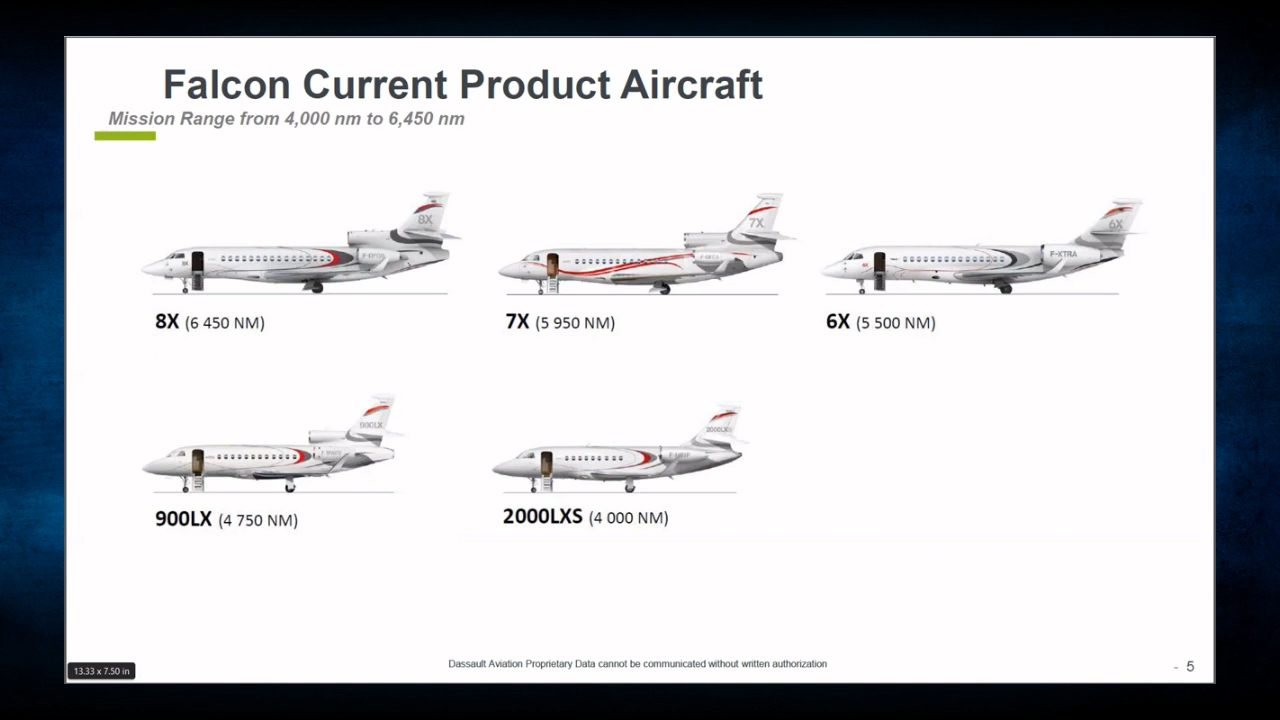 Falcon Current Product Aircraft
Mission Range from 4,000 nm to 6,450 nm
8X
7X
6X
F-XTRA
8X (6 450 NM)
7X (5 950 NM)
6X (5 500 NM)
900LX
2000LXS
900LX (4 750 NM)
2000LXS (4 000 NM)
Dassault Aviation Proprietary Data cannot be communicated without written authorization
- 5
13.33 x 7.50 in